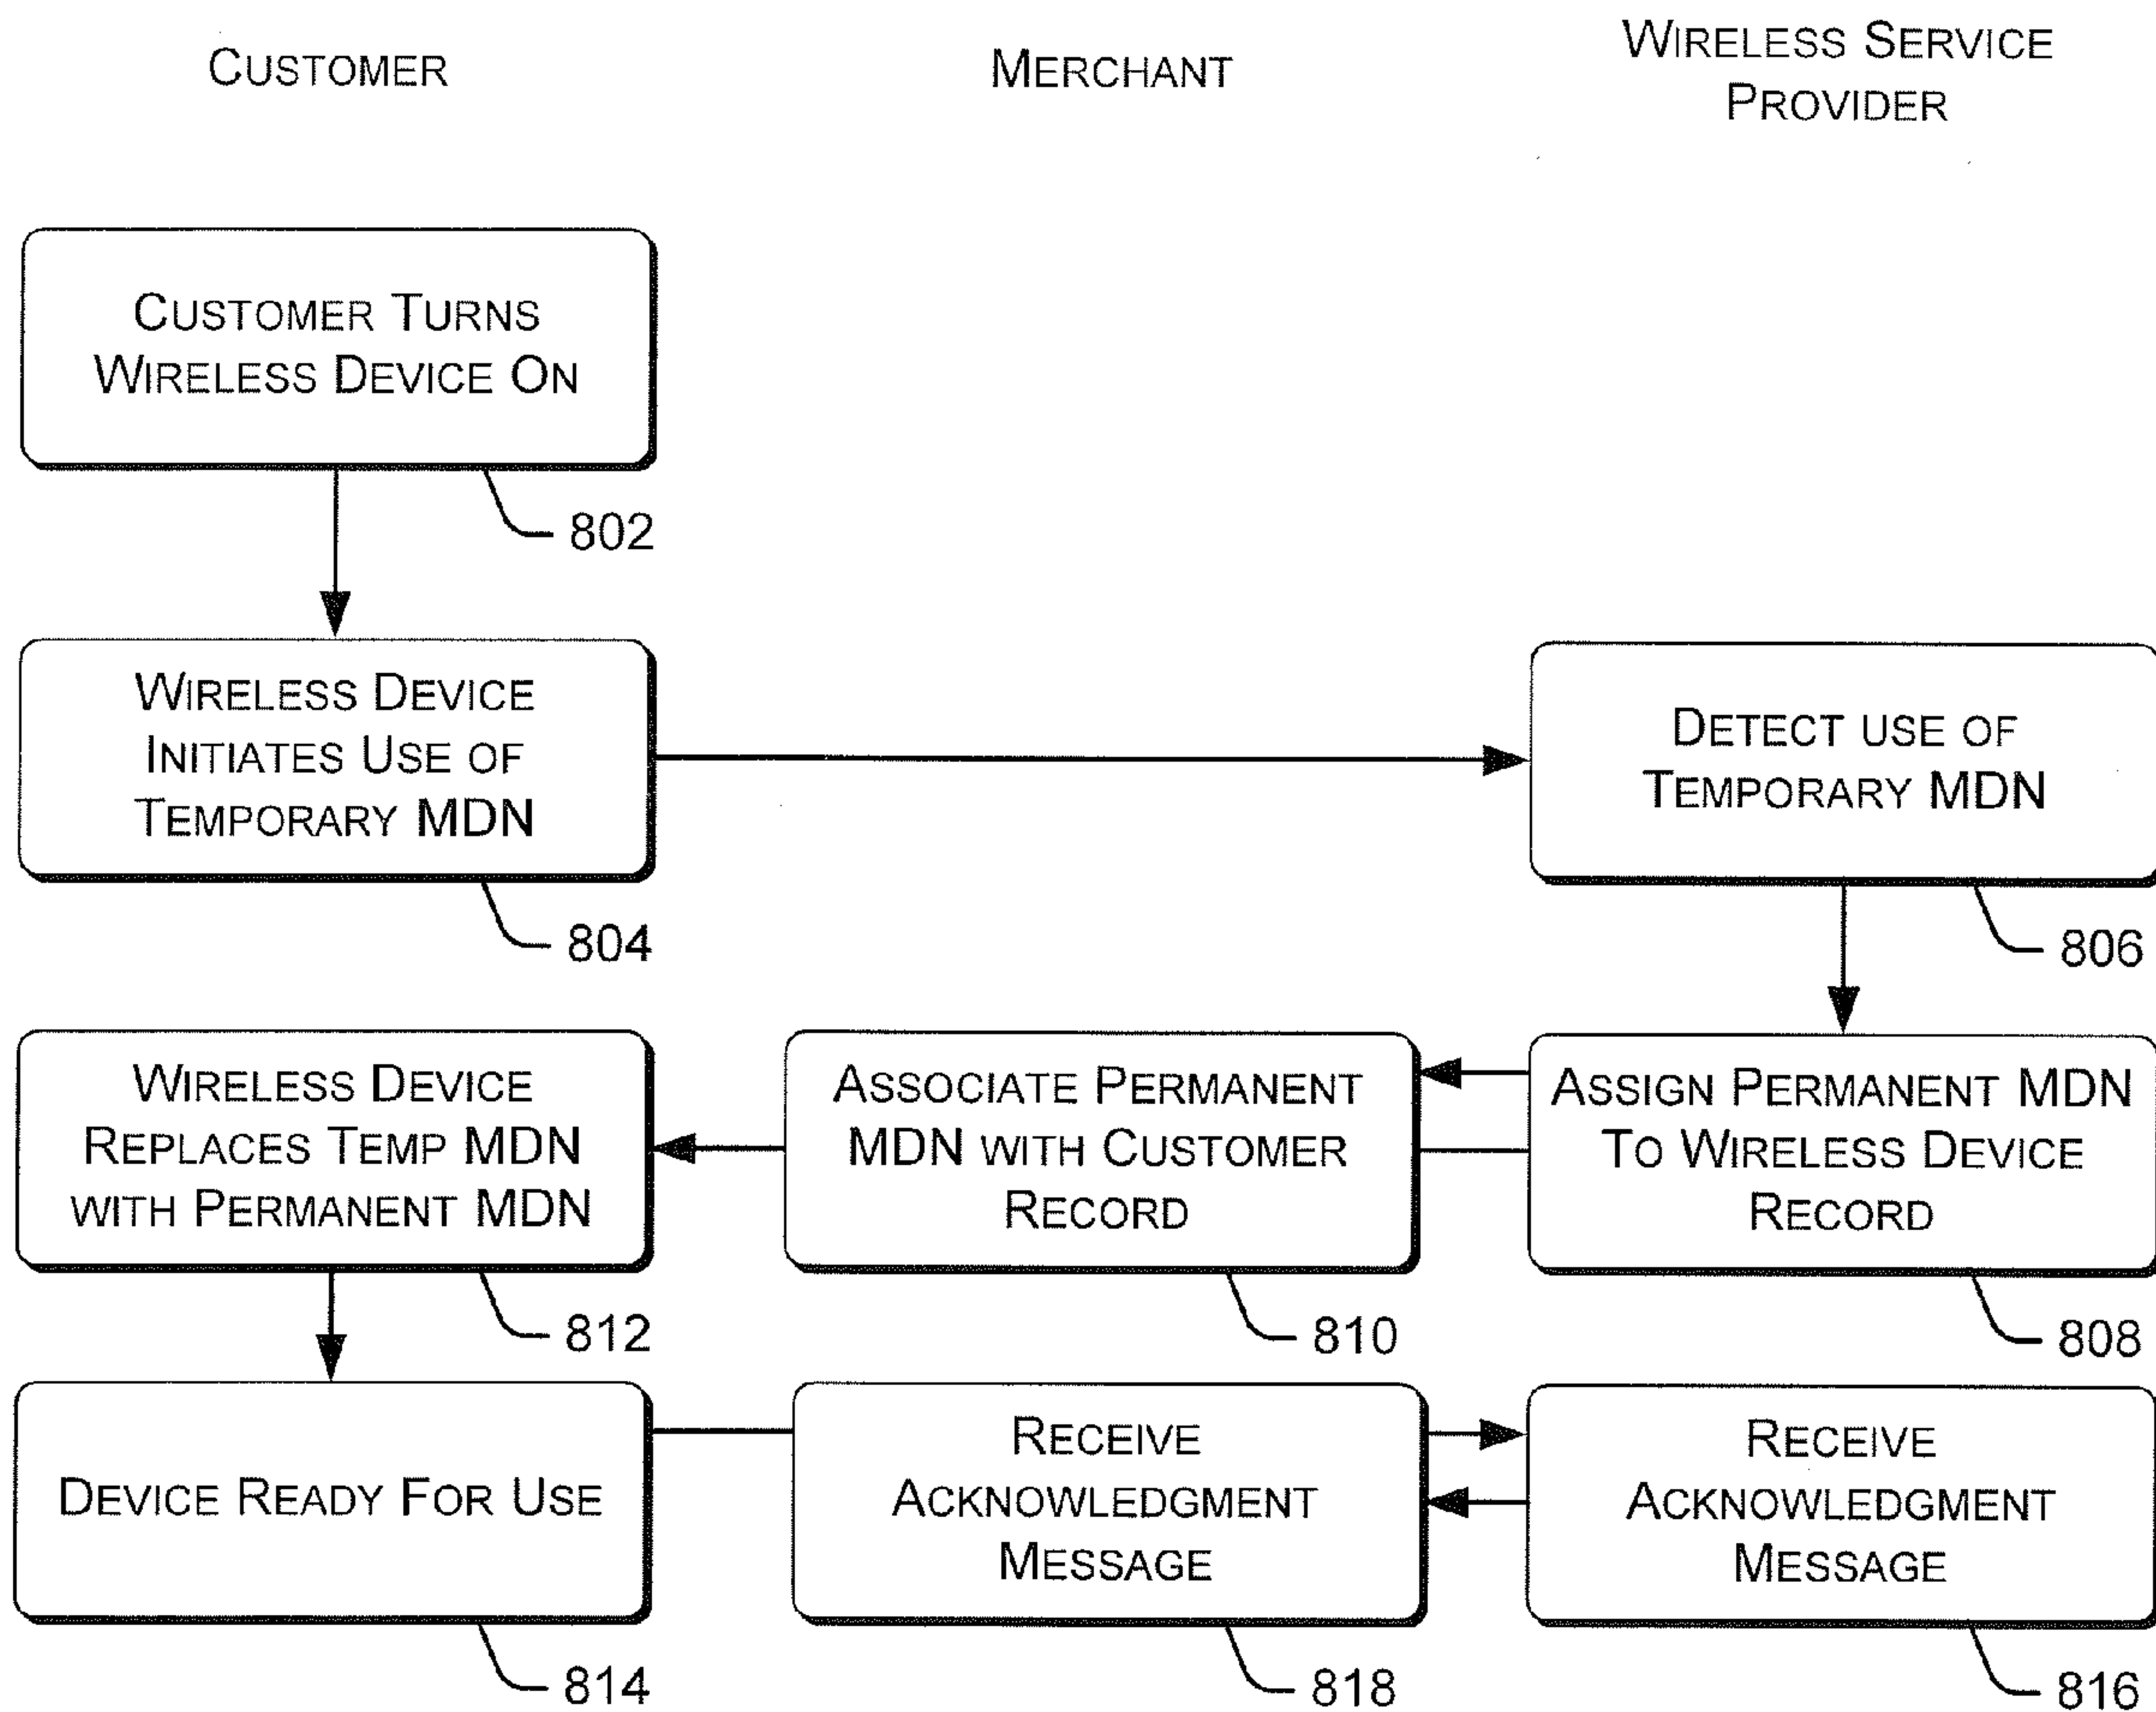 CUSTOMER
MERCHANT
WIRELESS SERVICE
PROVIDER
CUSTOMER TURNS
WIRELESS DEVICE ON
802
WIRELESS DEVICE
INITIATES USE OF
TEMPORARY MDN
804
DETECT USE OF
TEMPORARY MDN
806
WIRELESS DEVICE
REPLACES TEMP MDN
WITH PERMANENT MDN
812
ASSOCIATE PERMANENT
MDN WITH CUSTOMER
RECORD
810
ASSIGN PERMANENT MDN
TO WIRELESS DEVICE
RECORD
808
DEVICE READY FOR USE
814
RECEIVE
ACKNOWLEDGMENT
MESSAGE
818
RECEIVE
ACKNOWLEDGMENT
MESSAGE
816